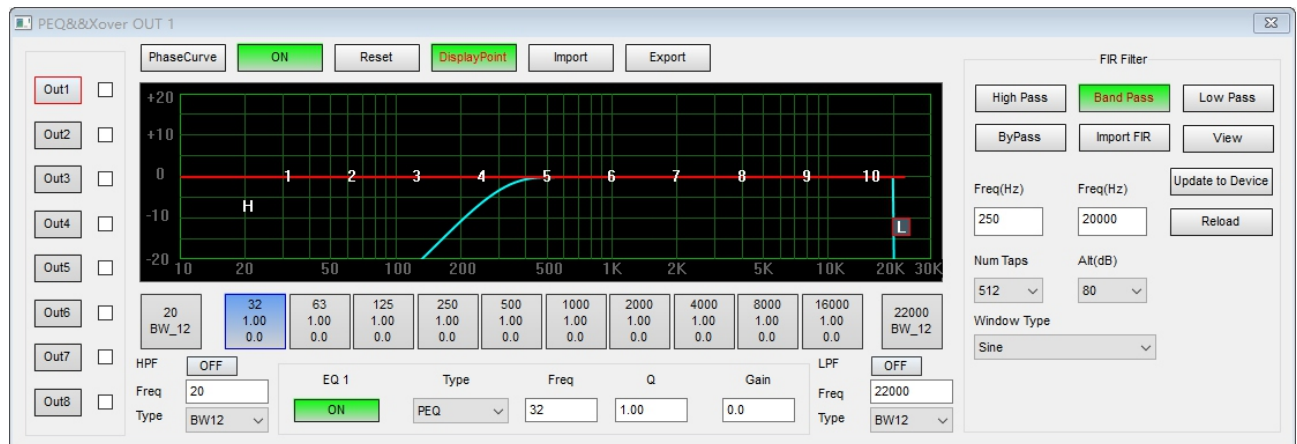 PEQ&&Xover OUT 1
PhaseCurve ON Reset DisplayPoint Import Export
Out1
Out2
Out3
Out4
Out5
Out6
Out7
Out8
+20
+10
0
-10
-20
1 2 3 4 5 6 7 8 9 10
H
L
10 20 50 100 200 500 1K 2K 5K 10K 20K 30K
20 32 63 125 250 500 1000 2000 4000 8000 16000 22000
BW_12 1.00 1.00 1.00 1.00 1.00 1.00 1.00 1.00 1.00 1.00 BW_12
0.0 0.0 0.0 0.0 0.0 0.0 0.0 0.0 0.0 0.0
HPF OFF
Freq 20
Type BW12
EQ 1 Type Freq Q Gain
ON PEQ 32 1.00 0.0
LPF OFF
Freq 22000
Type BW12
FIR Filter
High Pass Band Pass Low Pass
ByPass Import FIR View
Freq(Hz) Freq(Hz) Update to Device
250 20000 Reload
Num Taps Alt(dB)
512 80
Window Type
Sine